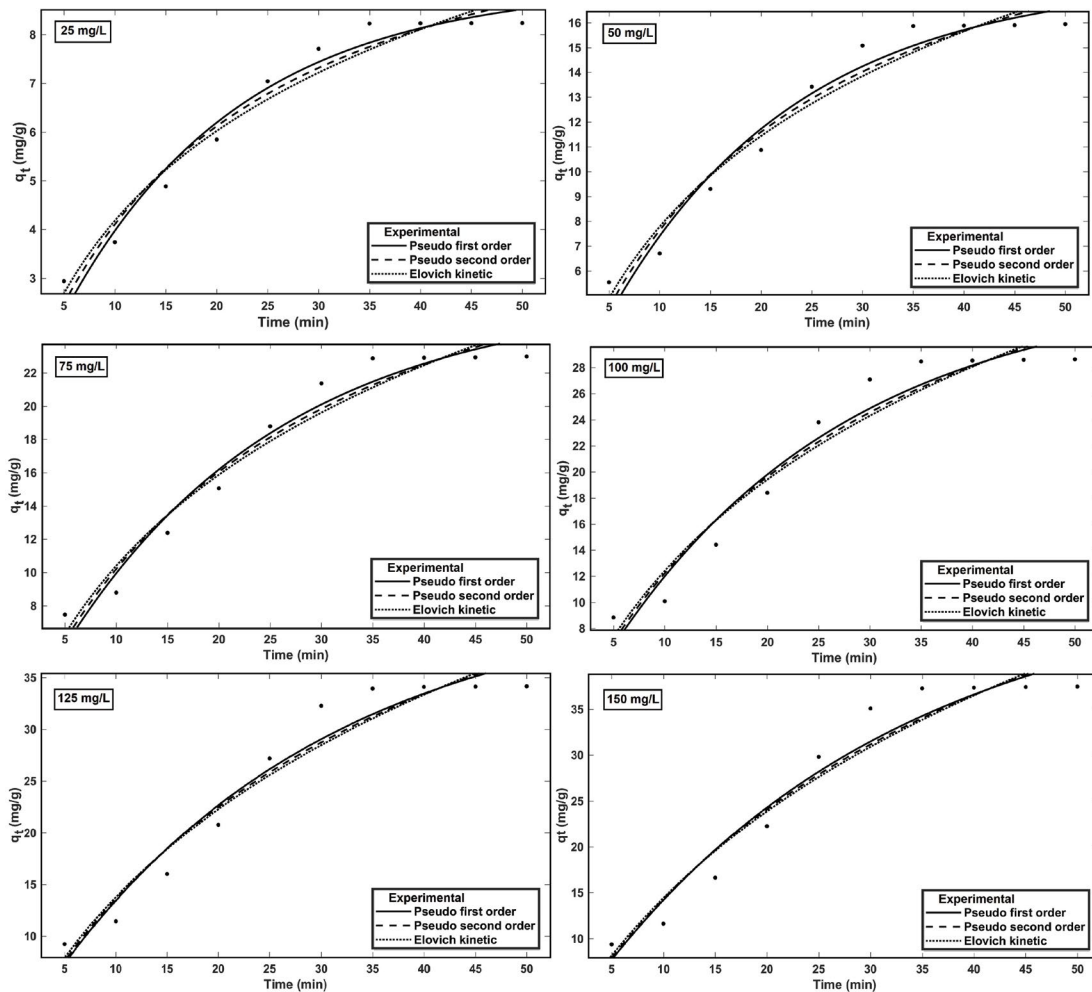 25 mg/L
q_t (mg/g)
8
7
6
5
4
3
Experimental
Pseudo first order
Pseudo second order
Elovich kinetic
5 10 15 20 25 30 35 40 45 50
Time (min)
50 mg/L
q_t (mg/g)
16
15
14
13
12
11
10
9
8
7
6
Experimental
Pseudo first order
Pseudo second order
Elovich kinetic
5 10 15 20 25 30 35 40 45 50
Time (min)
75 mg/L
q_t (mg/g)
22
20
18
16
14
12
10
8
Experimental
Pseudo first order
Pseudo second order
Elovich kinetic
5 10 15 20 25 30 35 40 45 50
Time (min)
100 mg/L
q_t (mg/g)
28
26
24
22
20
18
16
14
12
10
8
Experimental
Pseudo first order
Pseudo second order
Elovich kinetic
5 10 15 20 25 30 35 40 45 50
Time (min)
125 mg/L
q_t (mg/g)
35
30
25
20
15
10
Experimental
Pseudo first order
Pseudo second order
Elovich kinetic
5 10 15 20 25 30 35 40 45 50
Time (min)
150 mg/L
qt (mg/g)
35
30
25
20
15
10
Experimental
Pseudo first order
Pseudo second order
Elovich kinetic
5 10 15 20 25 30 35 40 45 50
Time (min)